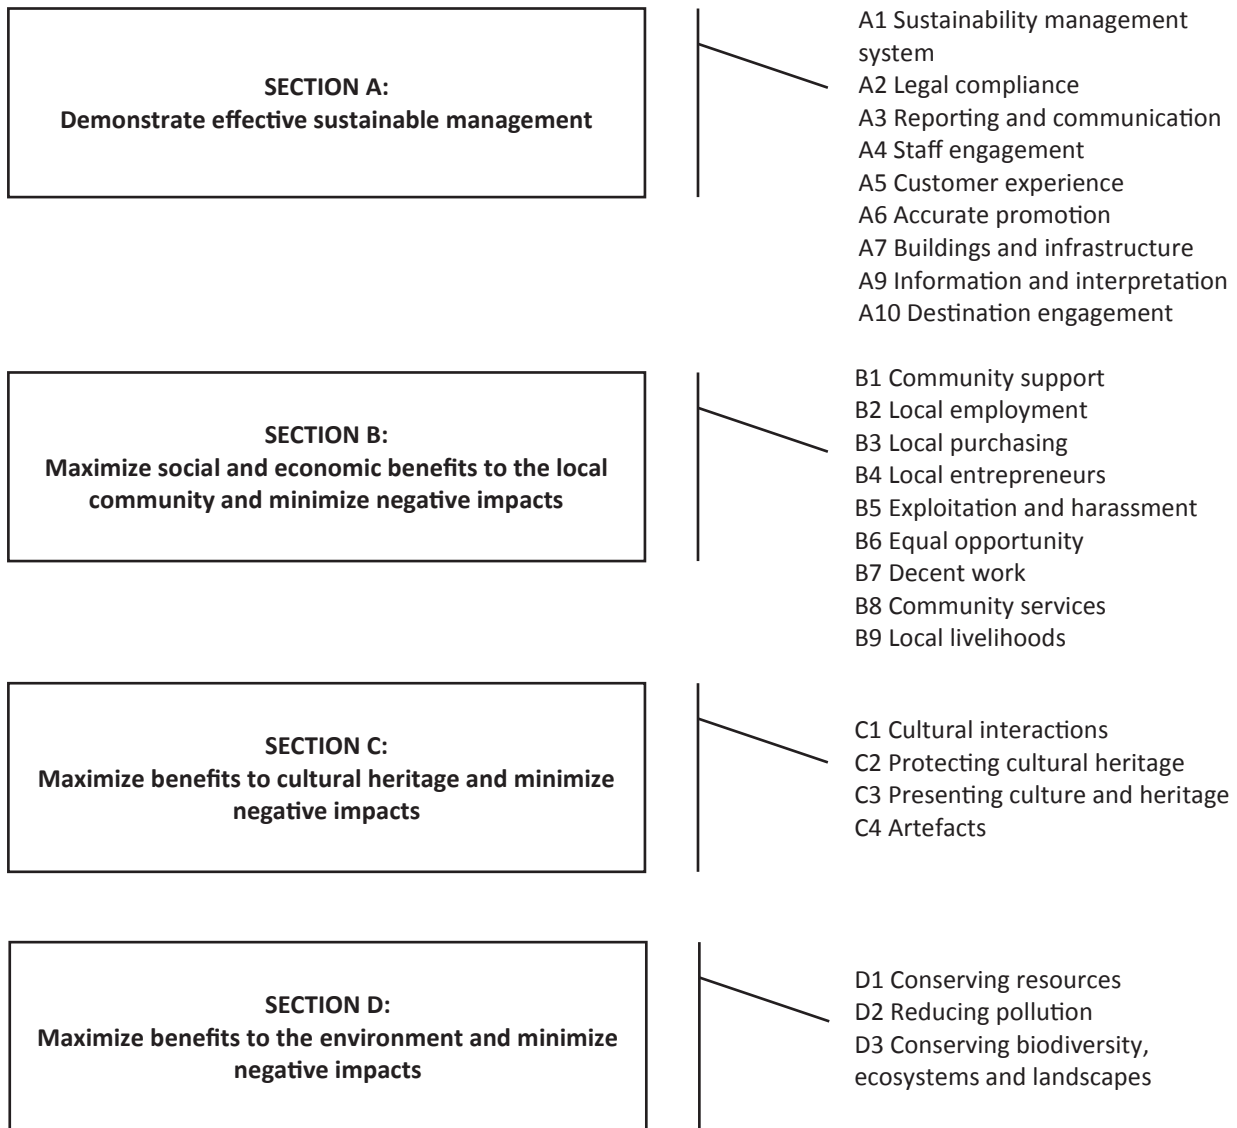 SECTION A:
Demonstrate effective sustainable management
A1 Sustainability management
system
A2 Legal compliance
A3 Reporting and communication
A4 Staff engagement
A5 Customer experience
A6 Accurate promotion
A7 Buildings and infrastructure
A9 Information and interpretation
A10 Destination engagement
SECTION B:
Maximize social and economic benefits to the local
community and minimize negative impacts
B1 Community support
B2 Local employment
B3 Local purchasing
B4 Local entrepreneurs
B5 Exploitation and harassment
B6 Equal opportunity
B7 Decent work
B8 Community services
B9 Local livelihoods
SECTION C:
Maximize benefits to cultural heritage and minimize
negative impacts
C1 Cultural interactions
C2 Protecting cultural heritage
C3 Presenting culture and heritage
C4 Artefacts
SECTION D:
Maximize benefits to the environment and minimize
negative impacts
D1 Conserving resources
D2 Reducing pollution
D3 Conserving biodiversity,
ecosystems and landscapes